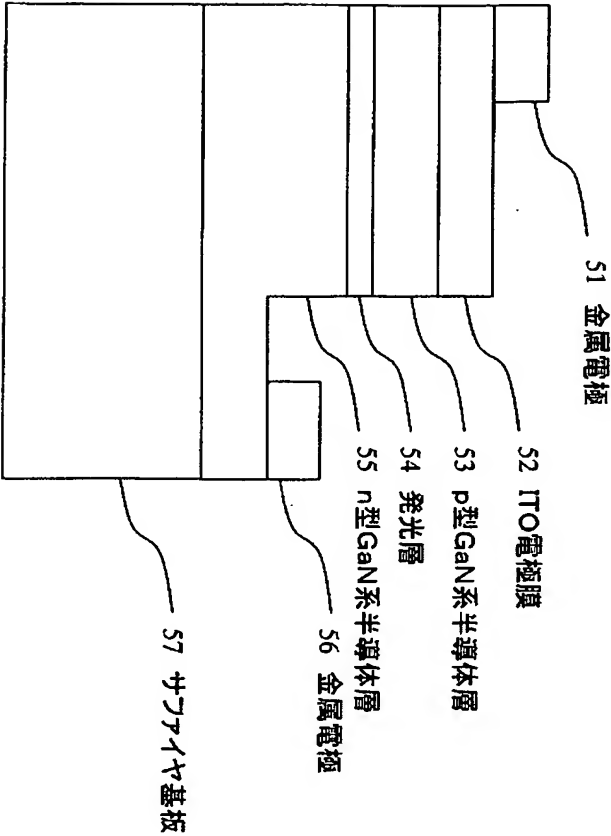 51 金属電極
52 ITO電極膜
53 p型GaN系半導体層
54 発光層
55 n型GaN系半導体層
56 金属電極
57 サファイヤ基板